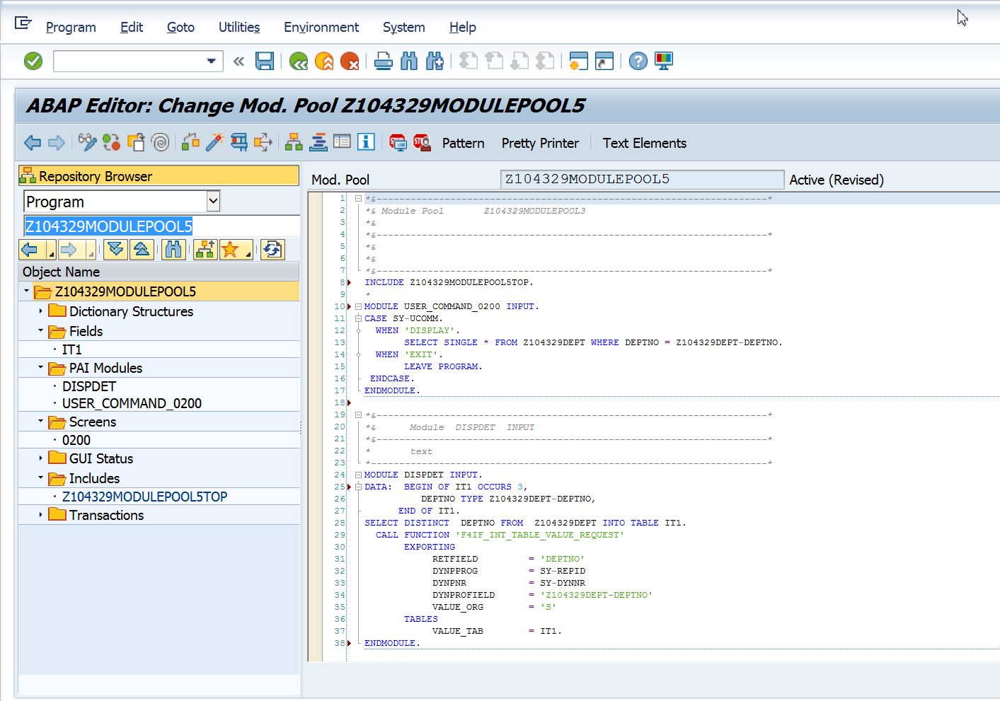 Program Edit Goto Utilities Environment System Help
ABAP Editor: Change Mod. Pool Z104329MODULEPOOL5
Pattern Pretty Printer Text Elements
Repository Browser
Program
Z104329MODULEPOOL5
Object Name
Z104329MODULEPOOL5
Dictionary Structures
Fields
IT1
PAI Modules
DISPDET
USER_COMMAND_0200
Screens
0200
GUI Status
Includes
Z104329MODULEPOOL5TOP
Transactions
Mod. Pool Z104329MODULEPOOL5 Active (Revised)
1 *&---------------------------------------------------------------------*
2 *& Module Pool       Z104329MODULEPOOL3
3 *&
4 *&---------------------------------------------------------------------*
5 *&
6 *&
7 *&---------------------------------------------------------------------*
8 INCLUDE Z104329MODULEPOOL5TOP.
9 *
10 MODULE USER_COMMAND_0200 INPUT.
11 CASE SY-UCOMM.
12   WHEN 'DISPLAY'.
13        SELECT SINGLE * FROM Z104329DEPT WHERE DEPTNO = Z104329DEPT-DEPTNO.
14   WHEN 'EXIT'.
15        LEAVE PROGRAM.
16  ENDCASE.
17 ENDMODULE.
18
19 *&---------------------------------------------------------------------*
20 *&      Module  DISPDET  INPUT
21 *&---------------------------------------------------------------------*
22 *       text
23 *----------------------------------------------------------------------*
24 MODULE DISPDET INPUT.
25 DATA:  BEGIN OF IT1 OCCURS 3,
26           DEPTNO TYPE Z104329DEPT-DEPTNO,
27       END OF IT1.
28 SELECT DISTINCT  DEPTNO FROM  Z104329DEPT INTO TABLE IT1.
29   CALL FUNCTION 'F4IF_INT_TABLE_VALUE_REQUEST'
30        EXPORTING
31             RETFIELD         = 'DEPTNO'
32             DYNPPROG         = SY-REPID
33             DYNPNR           = SY-DYNNR
34             DYNPROFIELD      = 'Z104329DEPT-DEPTNO'
35             VALUE_ORG        = 'S'
36        TABLES
37             VALUE_TAB        = IT1.
38 ENDMODULE.